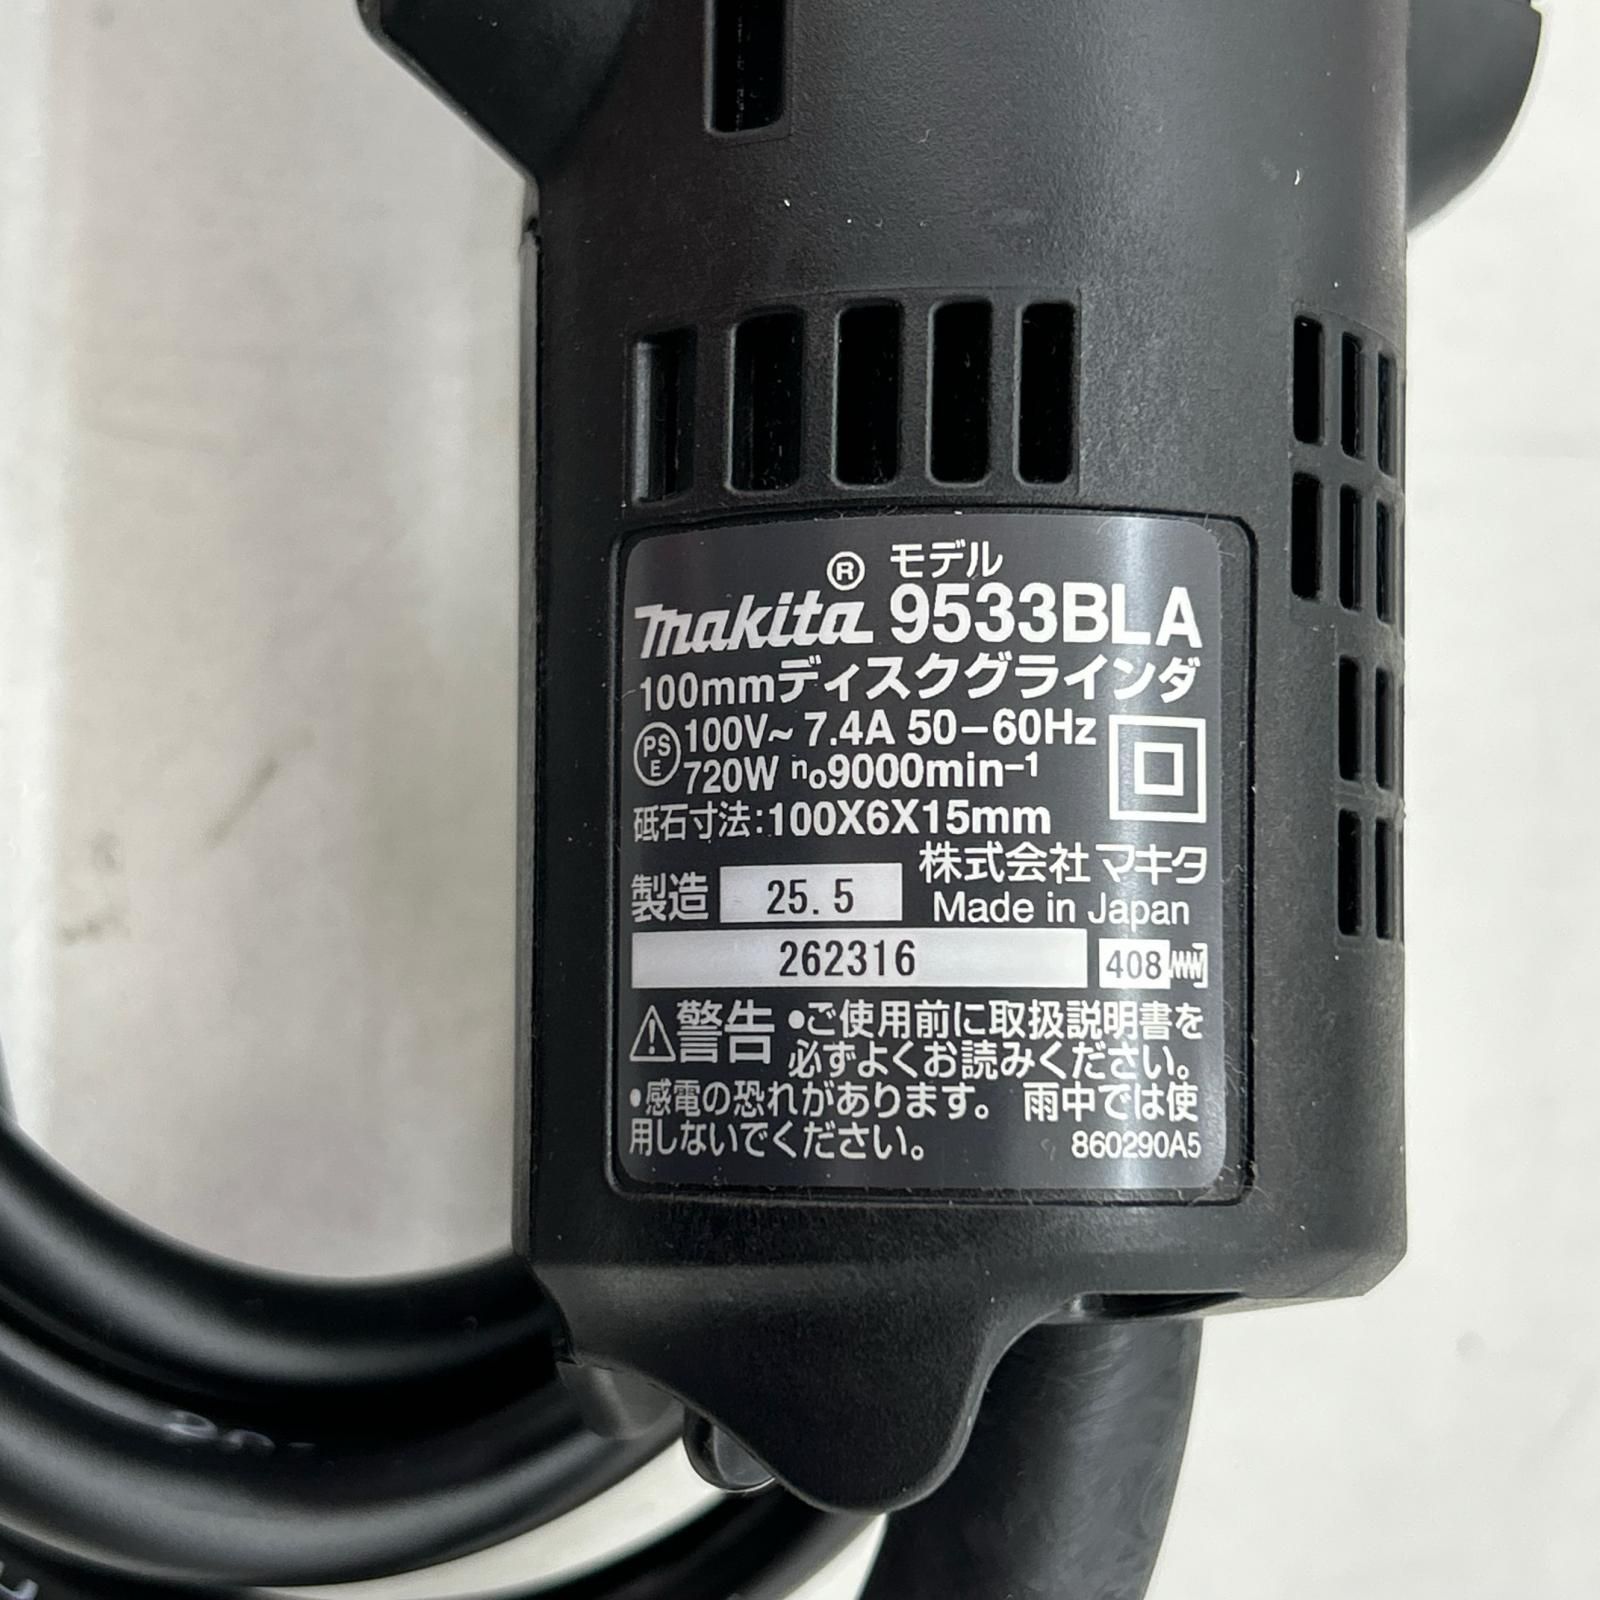 モデル
makita® 9533BLA
100mmディスクグラインダ
PS E 100V~ 7.4A 50-60Hz
720W n₀9000min⁻¹
砥石寸法:100X6X15mm
株式会社マキタ
製造 25.5 Made in Japan
262316 408
⚠警告 •ご使用前に取扱説明書を
必ずよくお読みください。
•感電の恐れがあります。 雨中では使
用しないでください。 860290A5